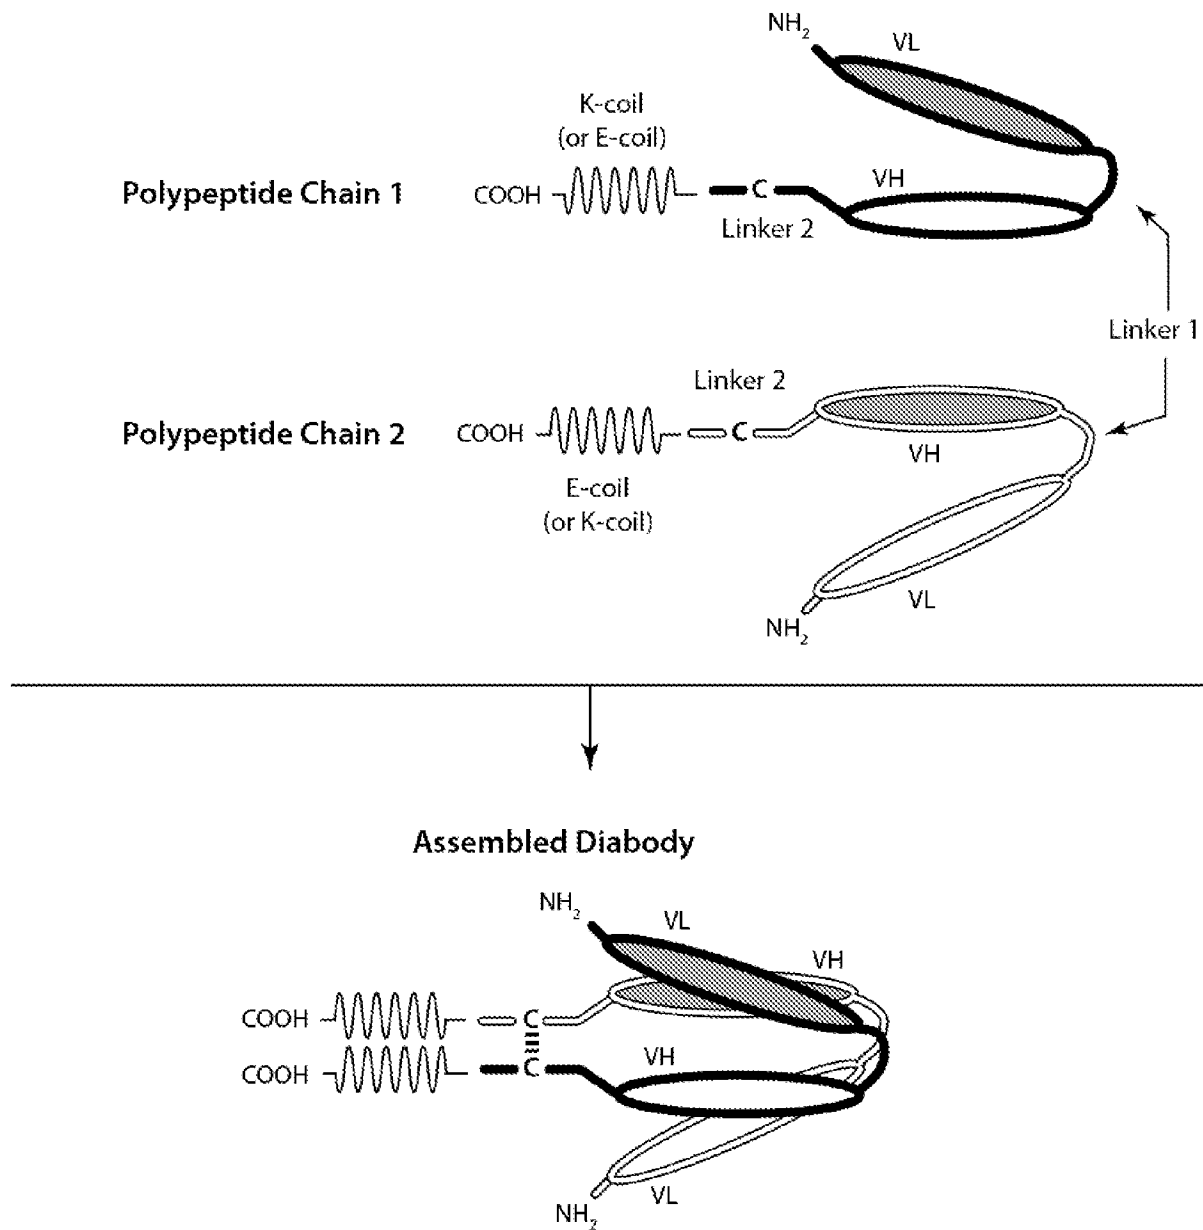 NH2
VL
K-coil
(or E-coil)
Polypeptide Chain 1
COOH
C
VH
Linker 2
Linker 1
Linker 2
Polypeptide Chain 2
COOH
C
VH
E-coil
(or K-coil)
VL
NH2
Assembled Diabody
NH2
VL
VH
COOH
C
COOH
C
VH
VL
NH2